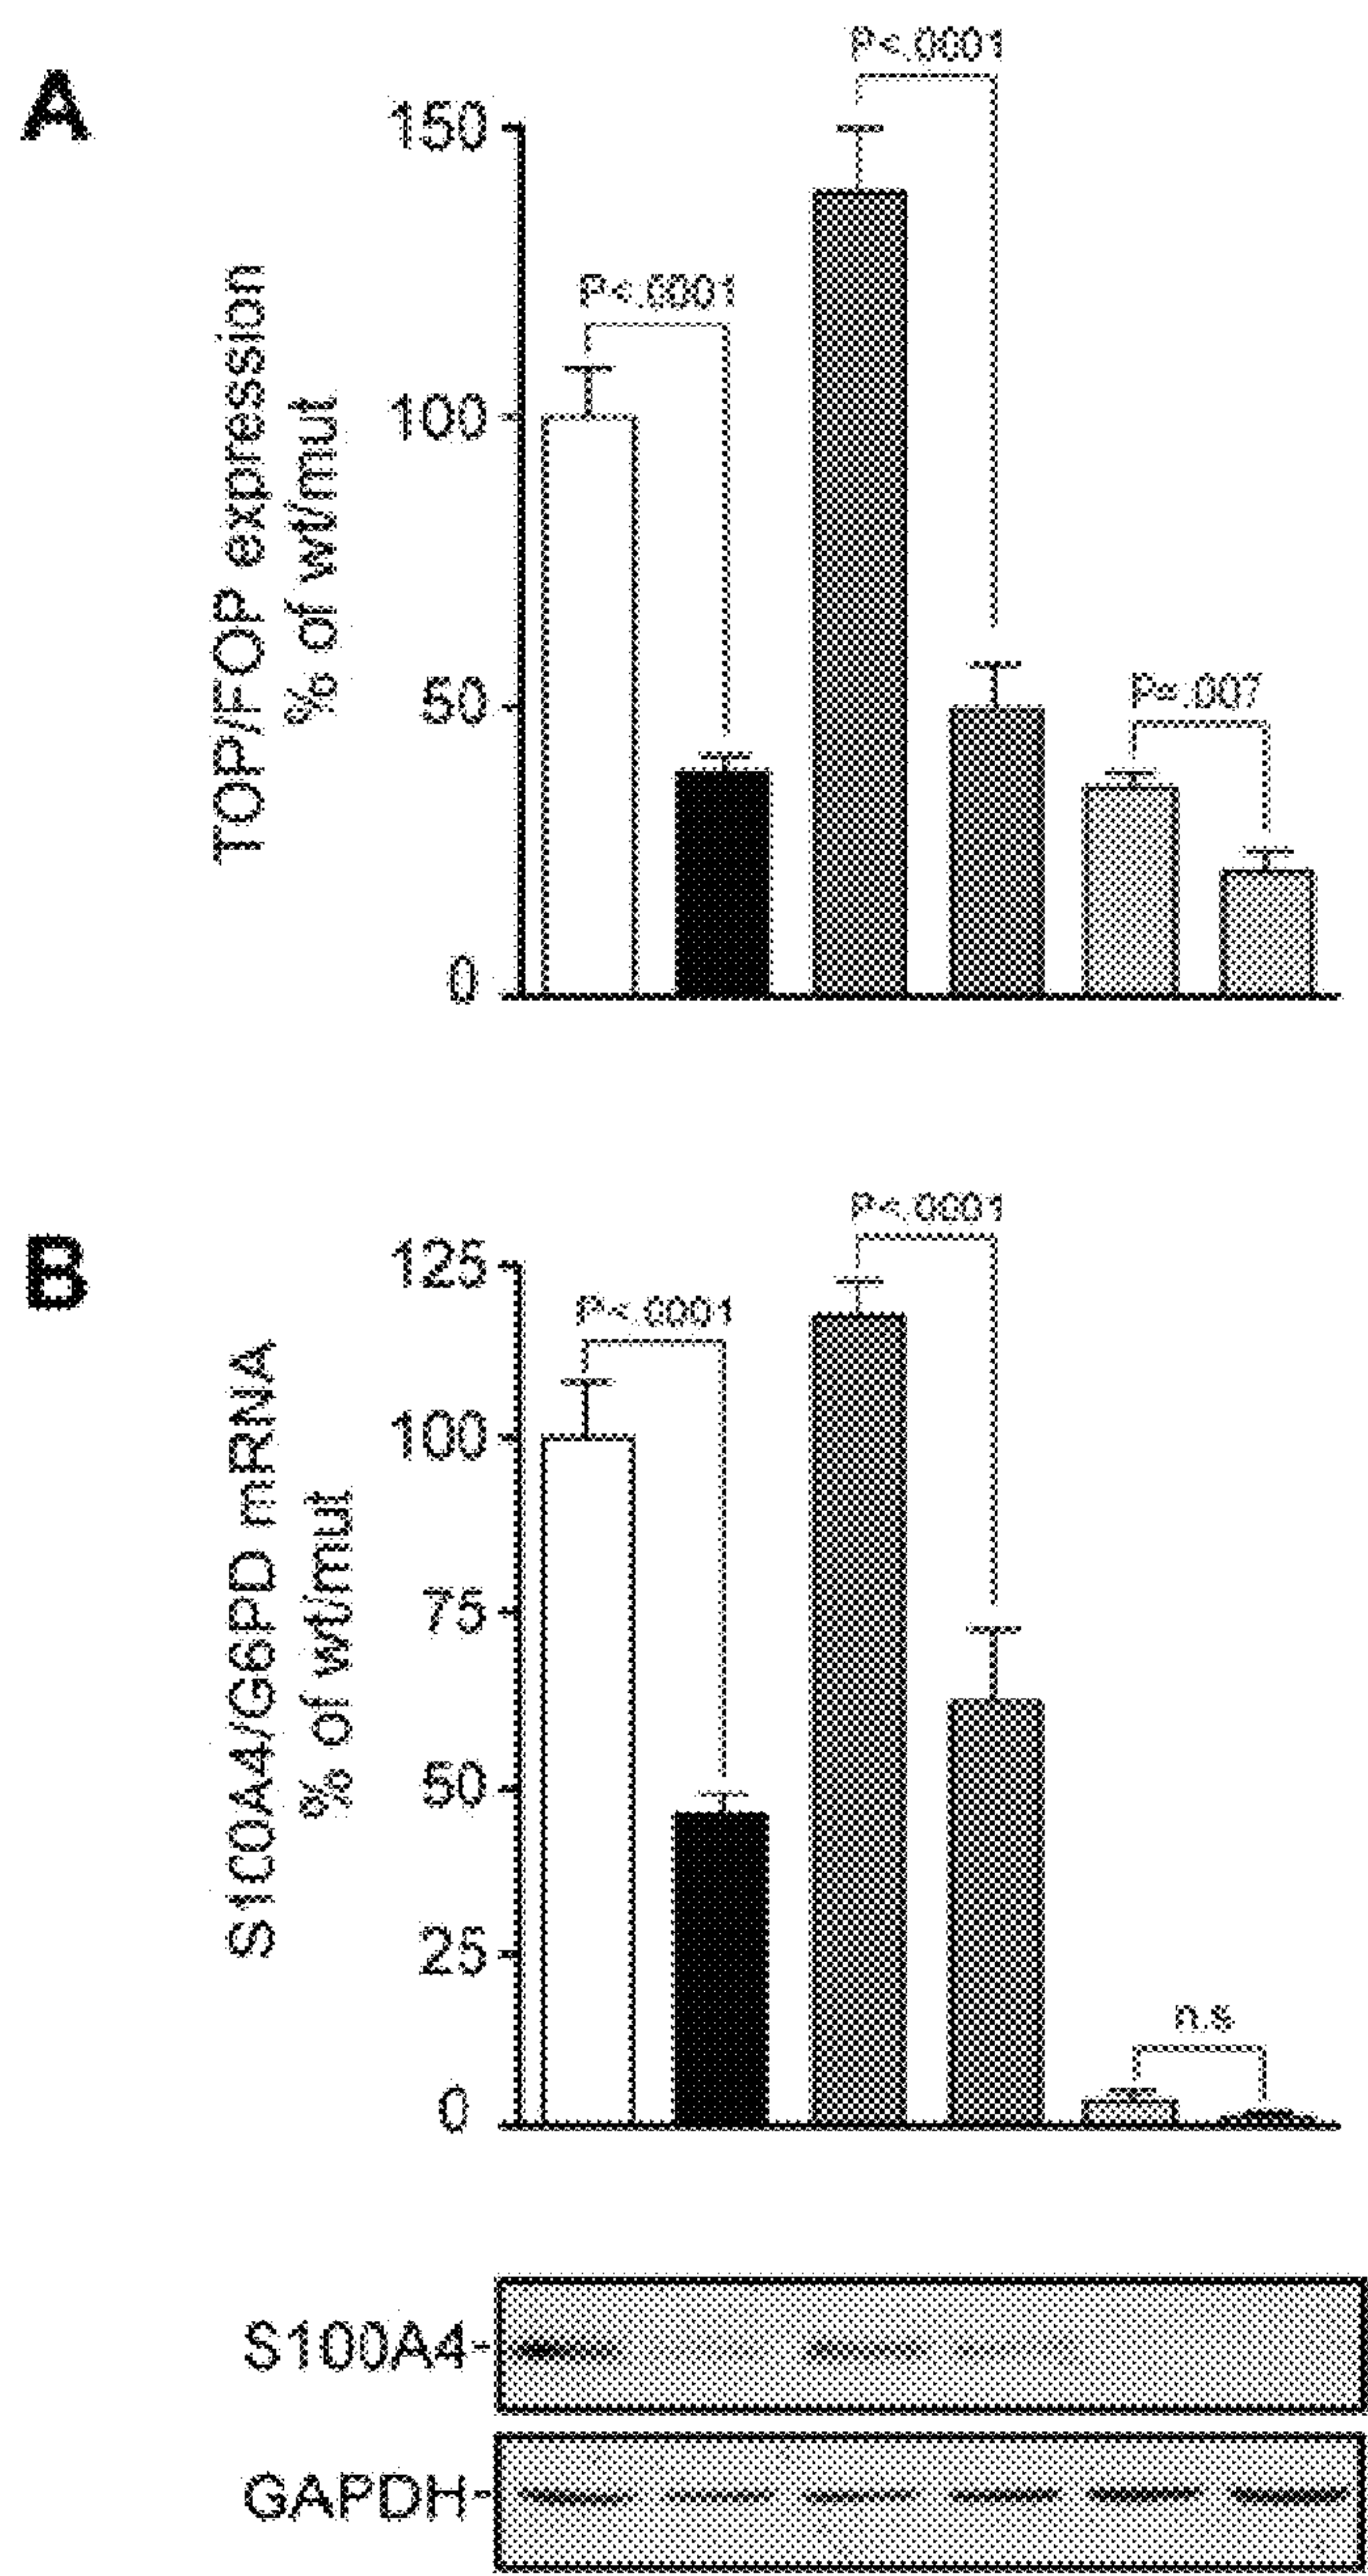 A
P<.0001
150
P<.0001
100
TOP/FOP expression
% of wt/mut
50
P=.007
0
B
P<.0001
125
P<.0001
100
S100A4/G6PD mRNA
% of wt/mut
75
50
25
n.s
0
S100A4-
GAPDH-